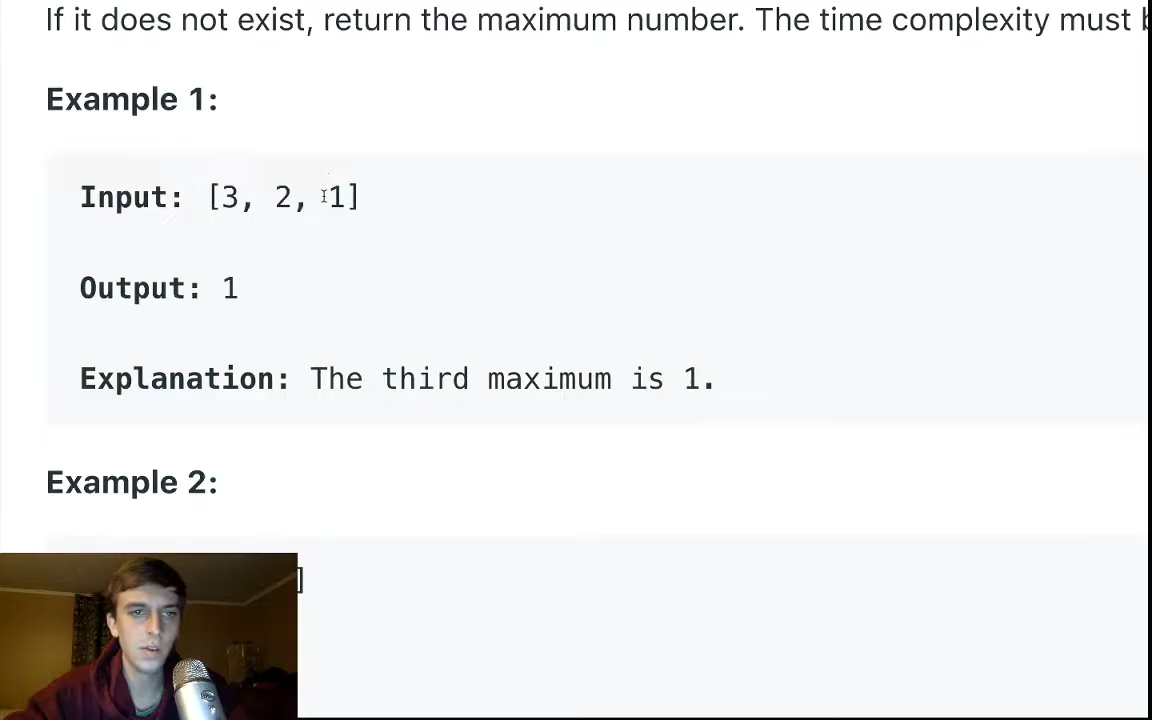 If it does not exist, return the maximum number. The time complexity must
Example 1:
Input: [3, 2, 1]
Output: 1
Explanation: The third maximum is 1.
Example 2:
]